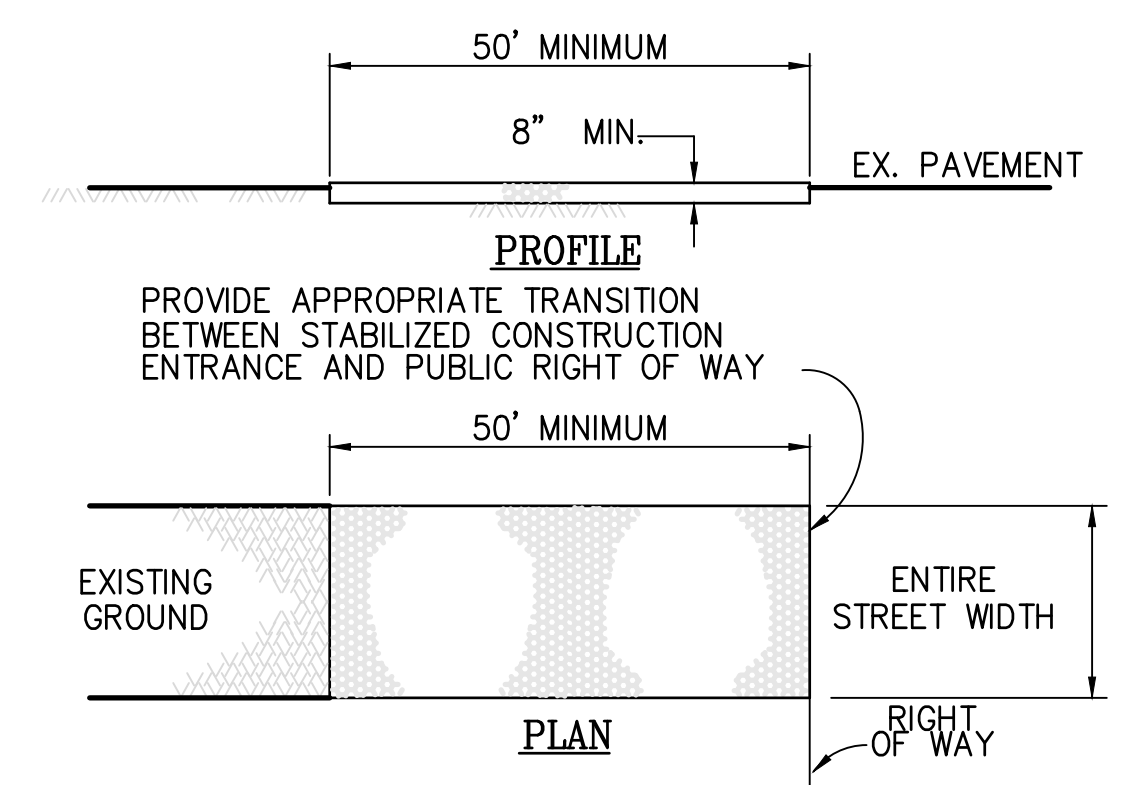 50' MINIMUM
8" MIN.
EX. PAVEMENT
PROFILE
PROVIDE APPROPRIATE TRANSITION
BETWEEN STABILIZED CONSTRUCTION
ENTRANCE AND PUBLIC RIGHT OF WAY
50' MINIMUM
EXISTING
GROUND
ENTIRE
STREET WIDTH
PLAN
RIGHT
OF WAY